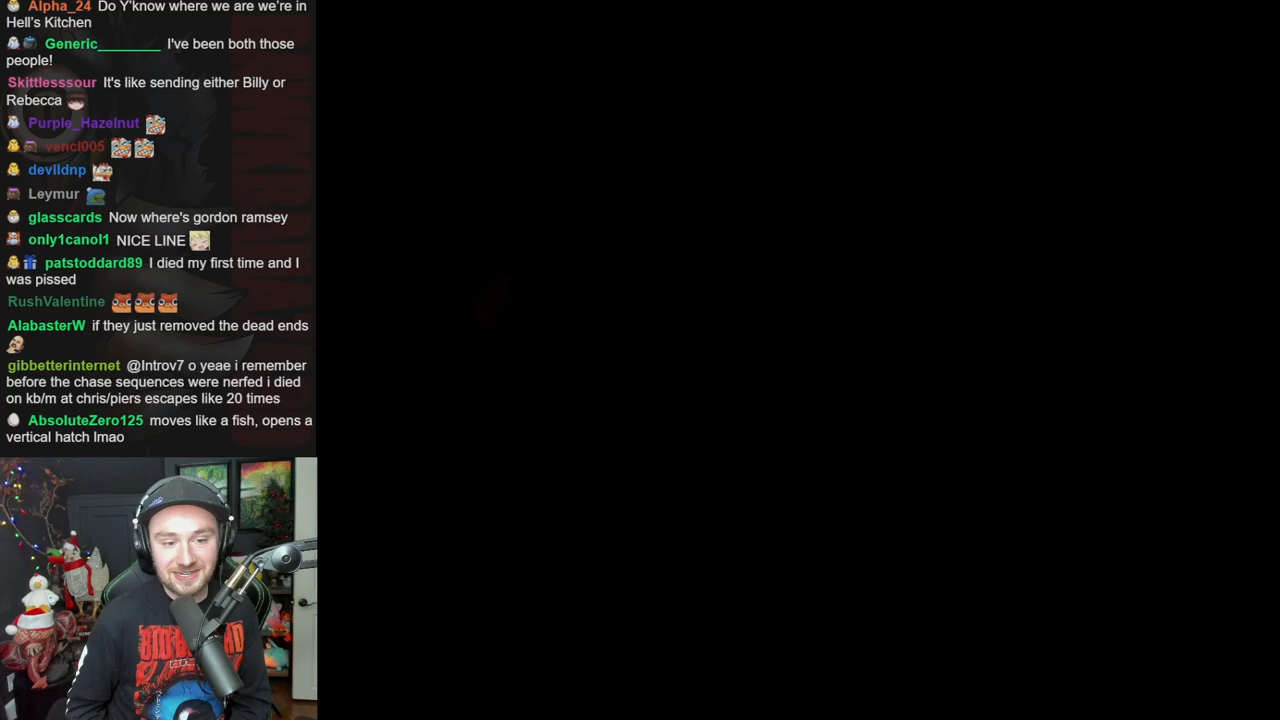 Alpha_24 Do Y'know where we are we're in
Hell's Kitchen
Generic________ I've been both those
people!
Skittlesssour It's like sending either Billy or
Rebecca
Purple_Hazelnut
venci005
devildnp
Leymur
glasscards Now where's gordon ramsey
only1canol1 NICE LINE
patstoddard89 I died my first time and I
was pissed
RushValentine
AlabasterW if they just removed the dead ends
gibbetterinternet @Introv7 o yeae i remember
before the chase sequences were nerfed i died
on kb/m at chris/piers escapes like 20 times
AbsoluteZero125 moves like a fish, opens a
vertical hatch lmao